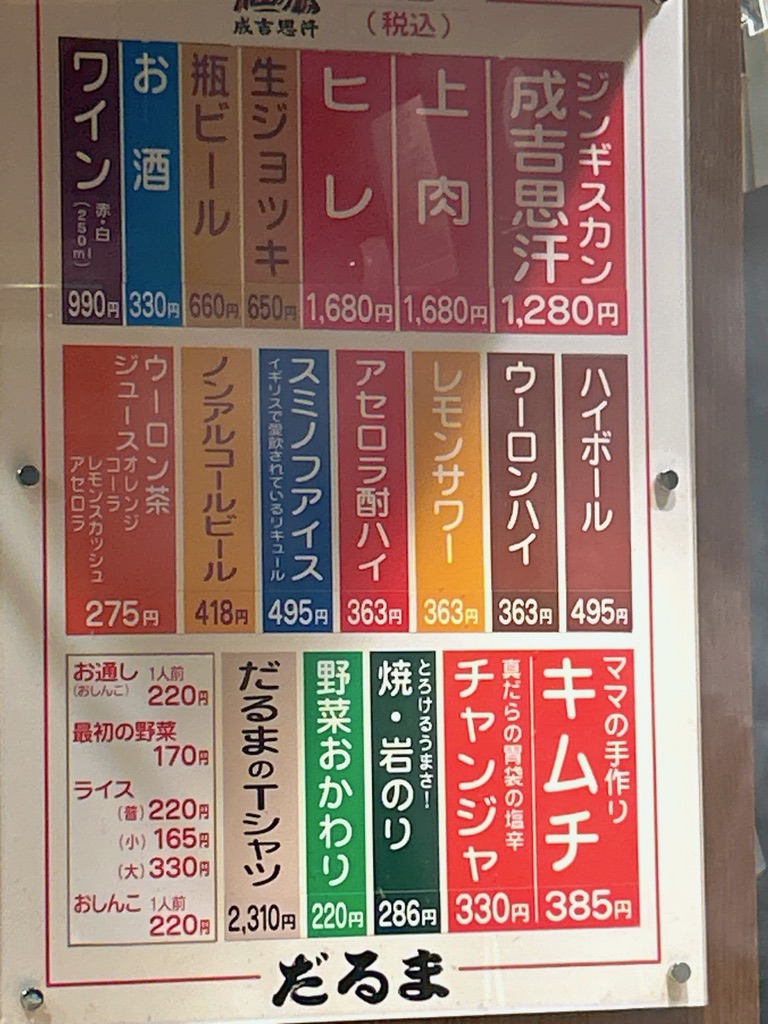 成吉思汗
（税込）
ジンギスカン
成吉思汗
1,280円
上肉
1,680円
ヒレ
1,680円
生ジョッキ
650円
瓶ビール
660円
お酒
330円
ワイン
赤・白
（250ml）
990円
ハイボール
495円
ウーロンハイ
363円
レモンサワー
363円
アセロラ酎ハイ
363円
スミノフアイス
イギリスで愛飲されているリキュール
495円
ノンアルコールビール
418円
ウーロン茶
ジュース
オレンジ
コーラ
レモンスカッシュ
アセロラ
275円
ママの手作り
キムチ
385円
真だらの胃袋の塩辛
チャンジャ
330円
とろけるうまさ!
焼・岩のり
286円
野菜おかわり
220円
だるまのTシャツ
2,310円
お通し 1人前
（おしんこ） 220円
最初の野菜
170円
ライス
（普）220円
（小）165円
（大）330円
おしんこ 1人前
220円
だるま